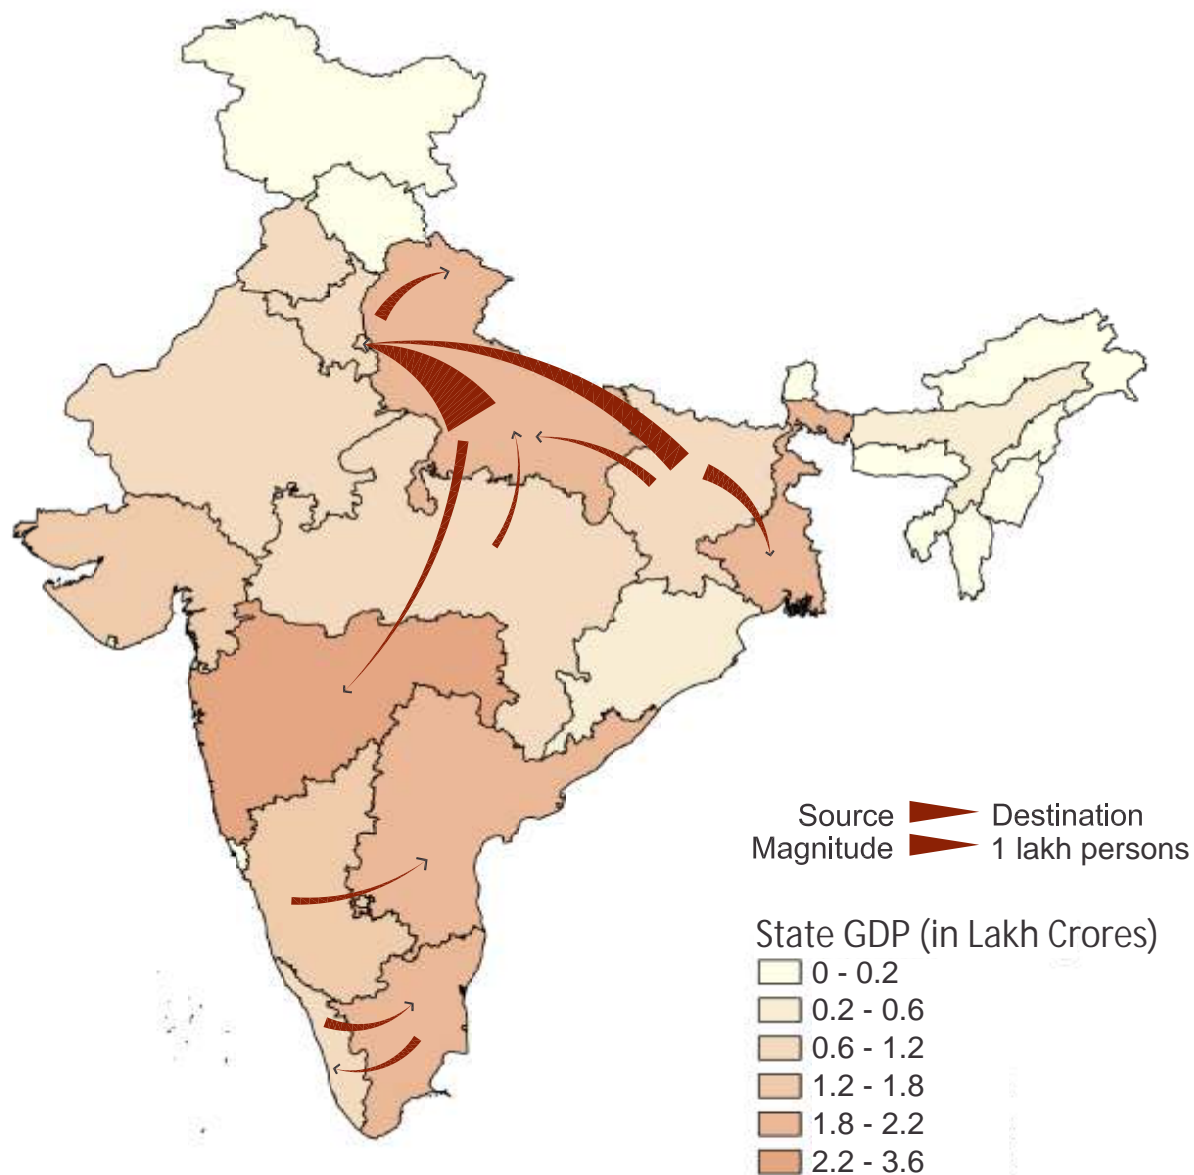 Source Destination
Magnitude 1 lakh persons
State GDP (in Lakh Crores)
0 - 0.2
0.2 - 0.6
0.6 - 1.2
1.2 - 1.8
1.8 - 2.2
2.2 - 3.6